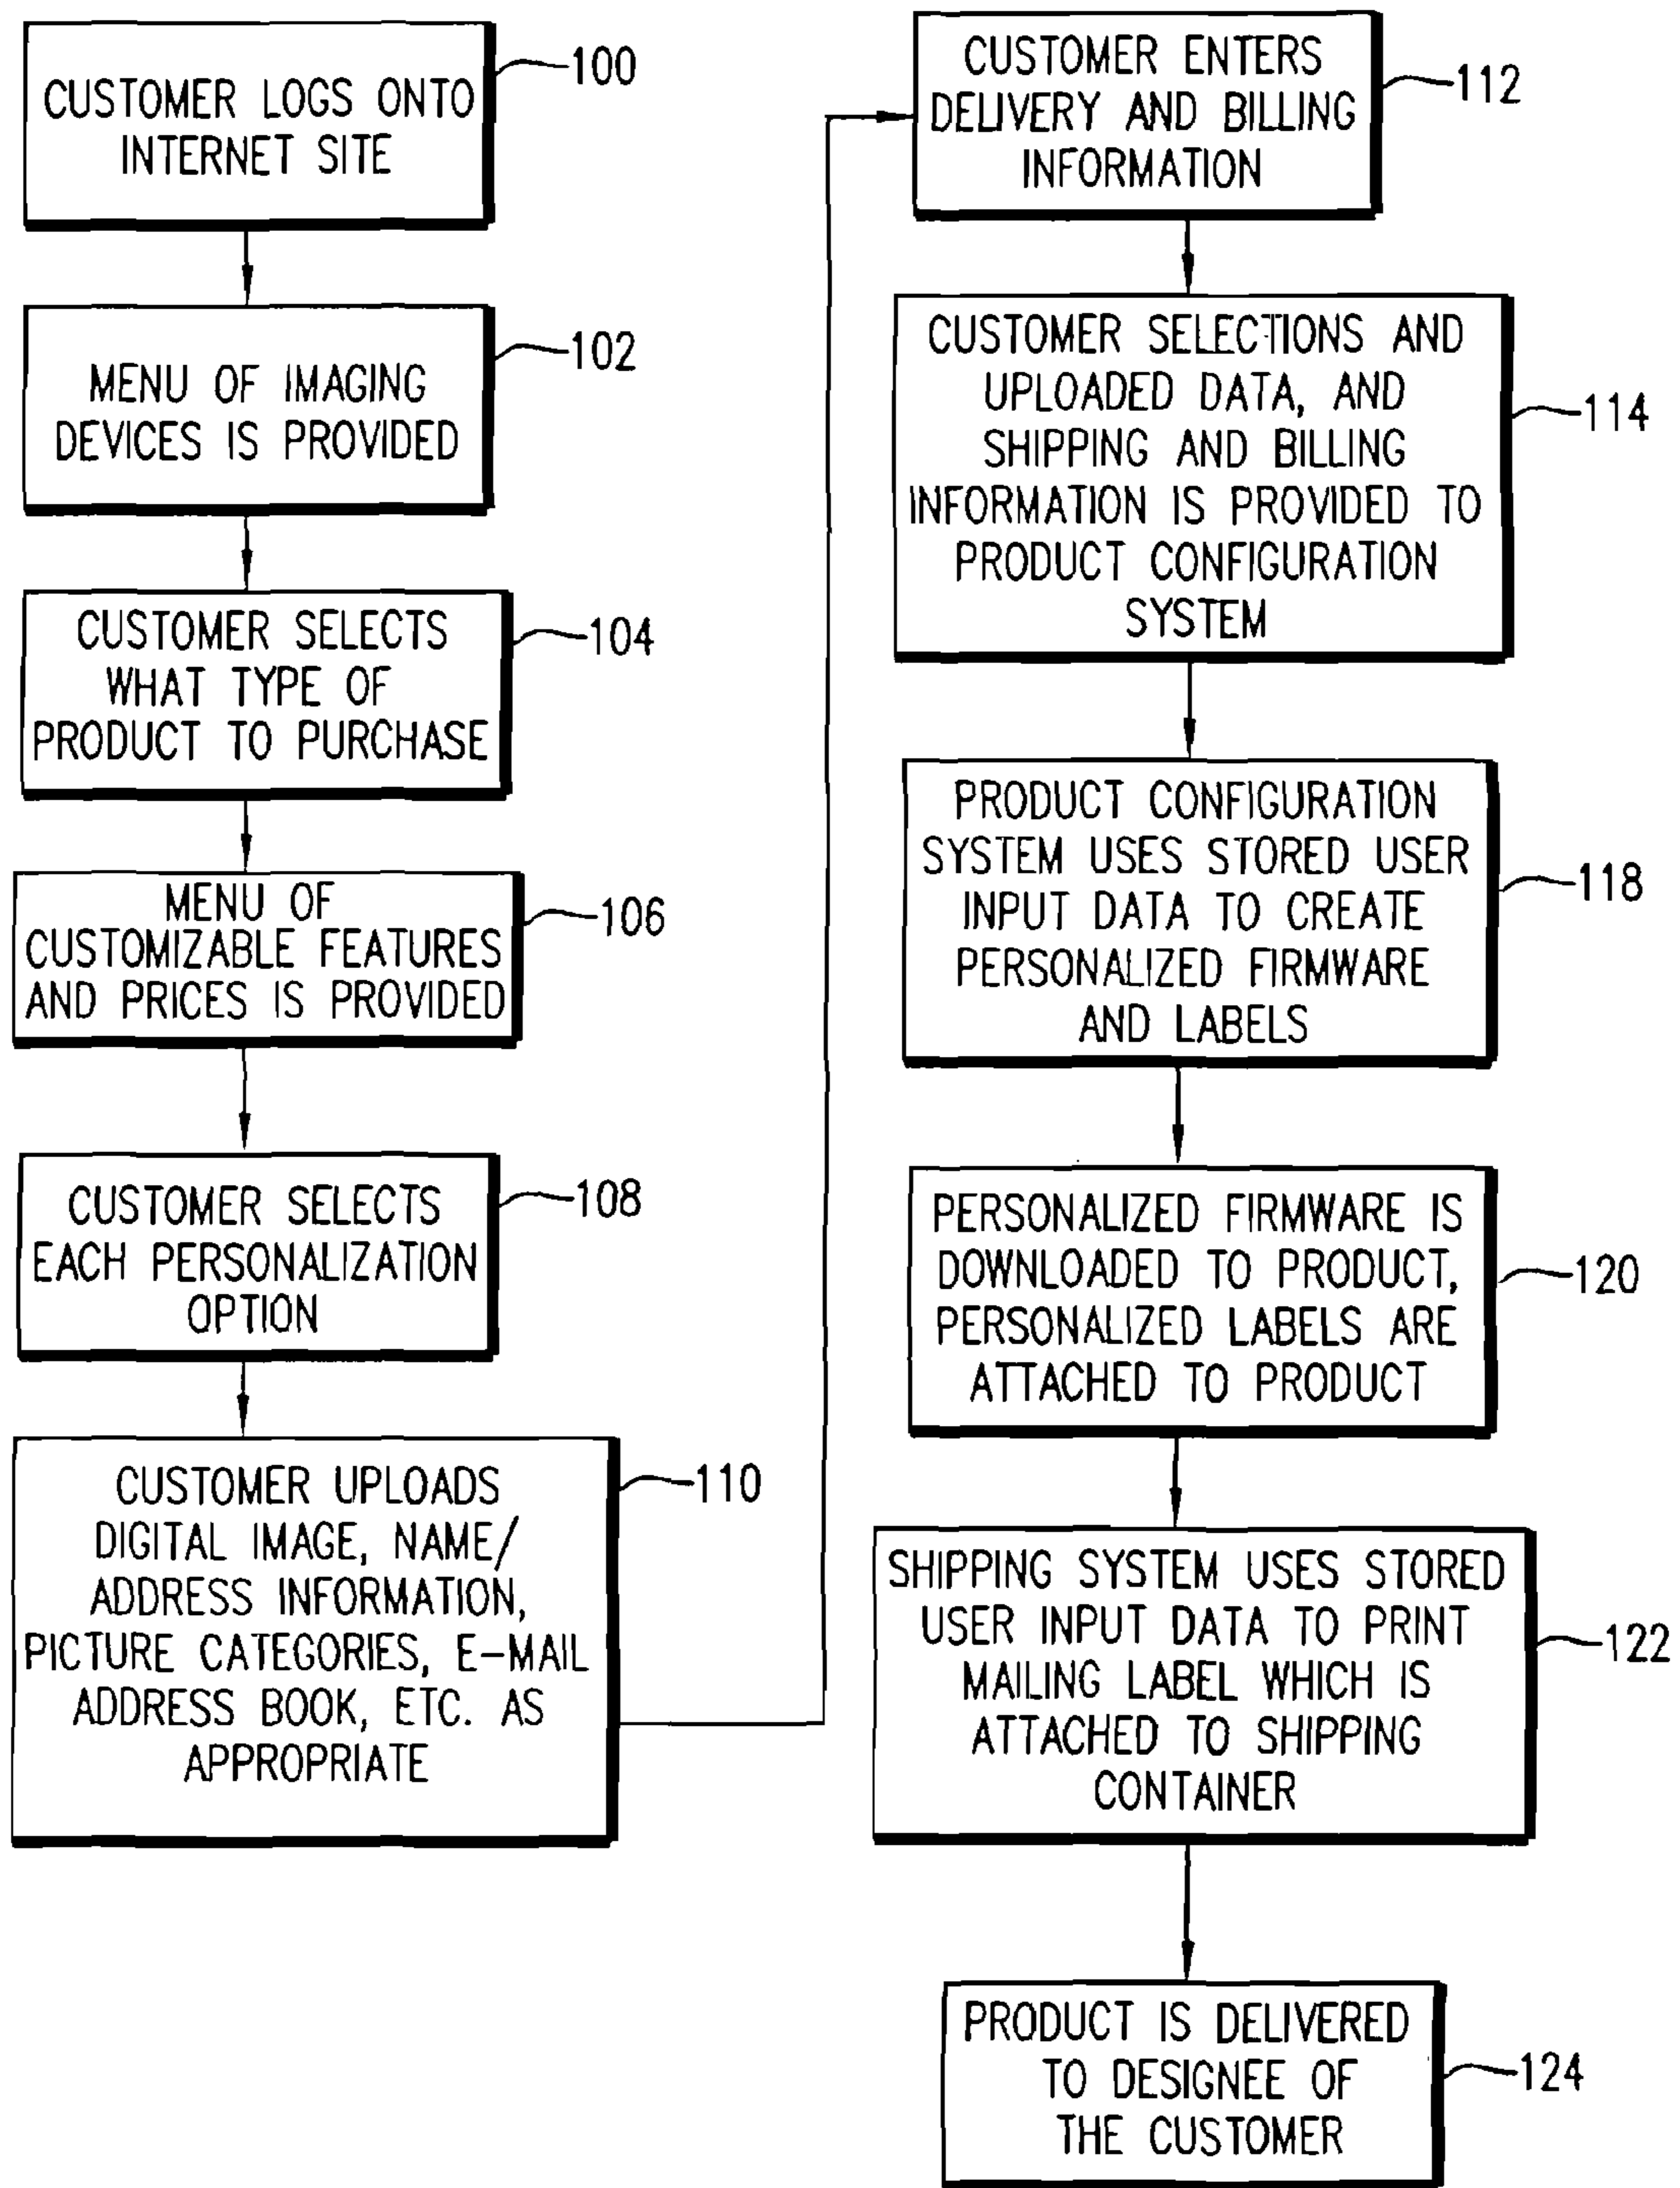 CUSTOMER LOGS ONTO
INTERNET SITE
100
MENU OF IMAGING
DEVICES IS PROVIDED
102
CUSTOMER SELECTS
WHAT TYPE OF
PRODUCT TO PURCHASE
104
MENU OF
CUSTOMIZABLE FEATURES
AND PRICES IS PROVIDED
106
CUSTOMER SELECTS
EACH PERSONALIZATION
OPTION
108
CUSTOMER UPLOADS
DIGITAL IMAGE, NAME/
ADDRESS INFORMATION,
PICTURE CATEGORIES, E-MAIL
ADDRESS BOOK, ETC. AS
APPROPRIATE
110
CUSTOMER ENTERS
DELIVERY AND BILLING
INFORMATION
112
CUSTOMER SELECTIONS AND
UPLOADED DATA, AND
SHIPPING AND BILLING
INFORMATION IS PROVIDED TO
PRODUCT CONFIGURATION
SYSTEM
114
PRODUCT CONFIGURATION
SYSTEM USES STORED USER
INPUT DATA TO CREATE
PERSONALIZED FIRMWARE
AND LABELS
118
PERSONALIZED FIRMWARE IS
DOWNLOADED TO PRODUCT,
PERSONALIZED LABELS ARE
ATTACHED TO PRODUCT
120
SHIPPING SYSTEM USES STORED
USER INPUT DATA TO PRINT
MAILING LABEL WHICH IS
ATTACHED TO SHIPPING
CONTAINER
122
PRODUCT IS DELIVERED
TO DESIGNEE OF
THE CUSTOMER
124